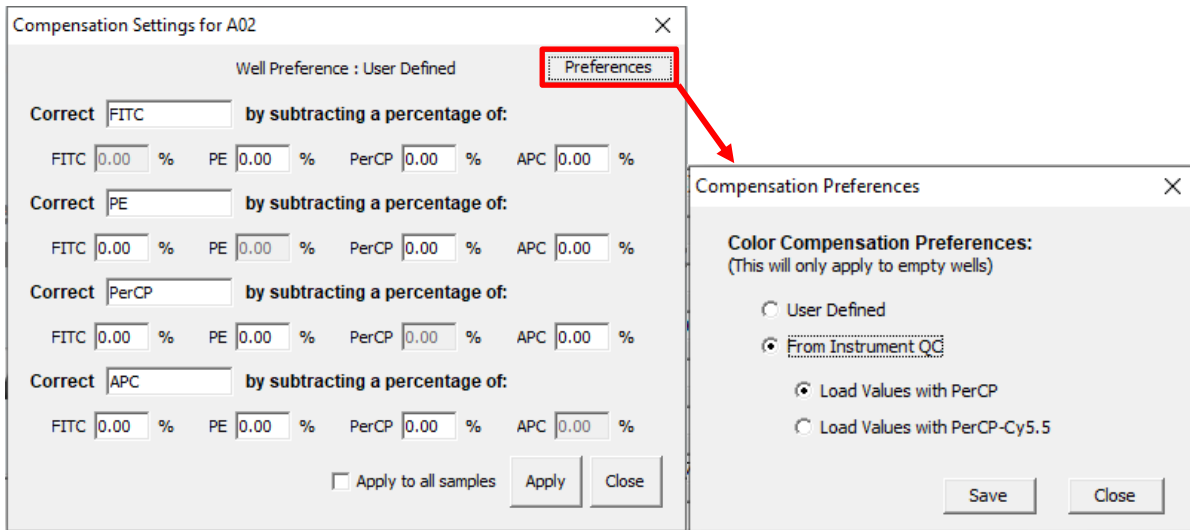 Compensation Settings for A02
Well Preference : User Defined Preferences
Correct FITC by subtracting a percentage of:
FITC 0.00 % PE 0.00 % PerCP 0.00 % APC 0.00 %
Correct PE by subtracting a percentage of:
FITC 0.00 % PE 0.00 % PerCP 0.00 % APC 0.00 %
Correct PerCP by subtracting a percentage of:
FITC 0.00 % PE 0.00 % PerCP 0.00 % APC 0.00 %
Correct APC by subtracting a percentage of:
FITC 0.00 % PE 0.00 % PerCP 0.00 % APC 0.00 %
Apply to all samples Apply Close
Compensation Preferences
Color Compensation Preferences:
(This will only apply to empty wells)
User Defined
From Instrument QC
Load Values with PerCP
Load Values with PerCP-Cy5.5
Save Close